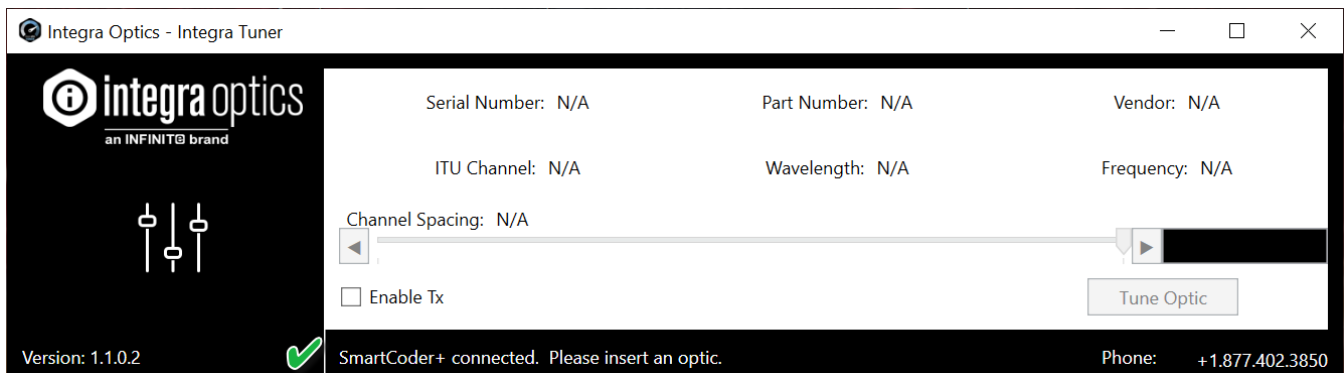 Integra Optics - Integra Tuner
integra optics
an INFINIT@ brand
Serial Number: N/A Part Number: N/A Vendor: N/A
ITU Channel: N/A Wavelength: N/A Frequency: N/A
Channel Spacing: N/A
Enable Tx Tune Optic
Version: 1.1.0.2 SmartCoder+ connected. Please insert an optic. Phone: +1.877.402.3850